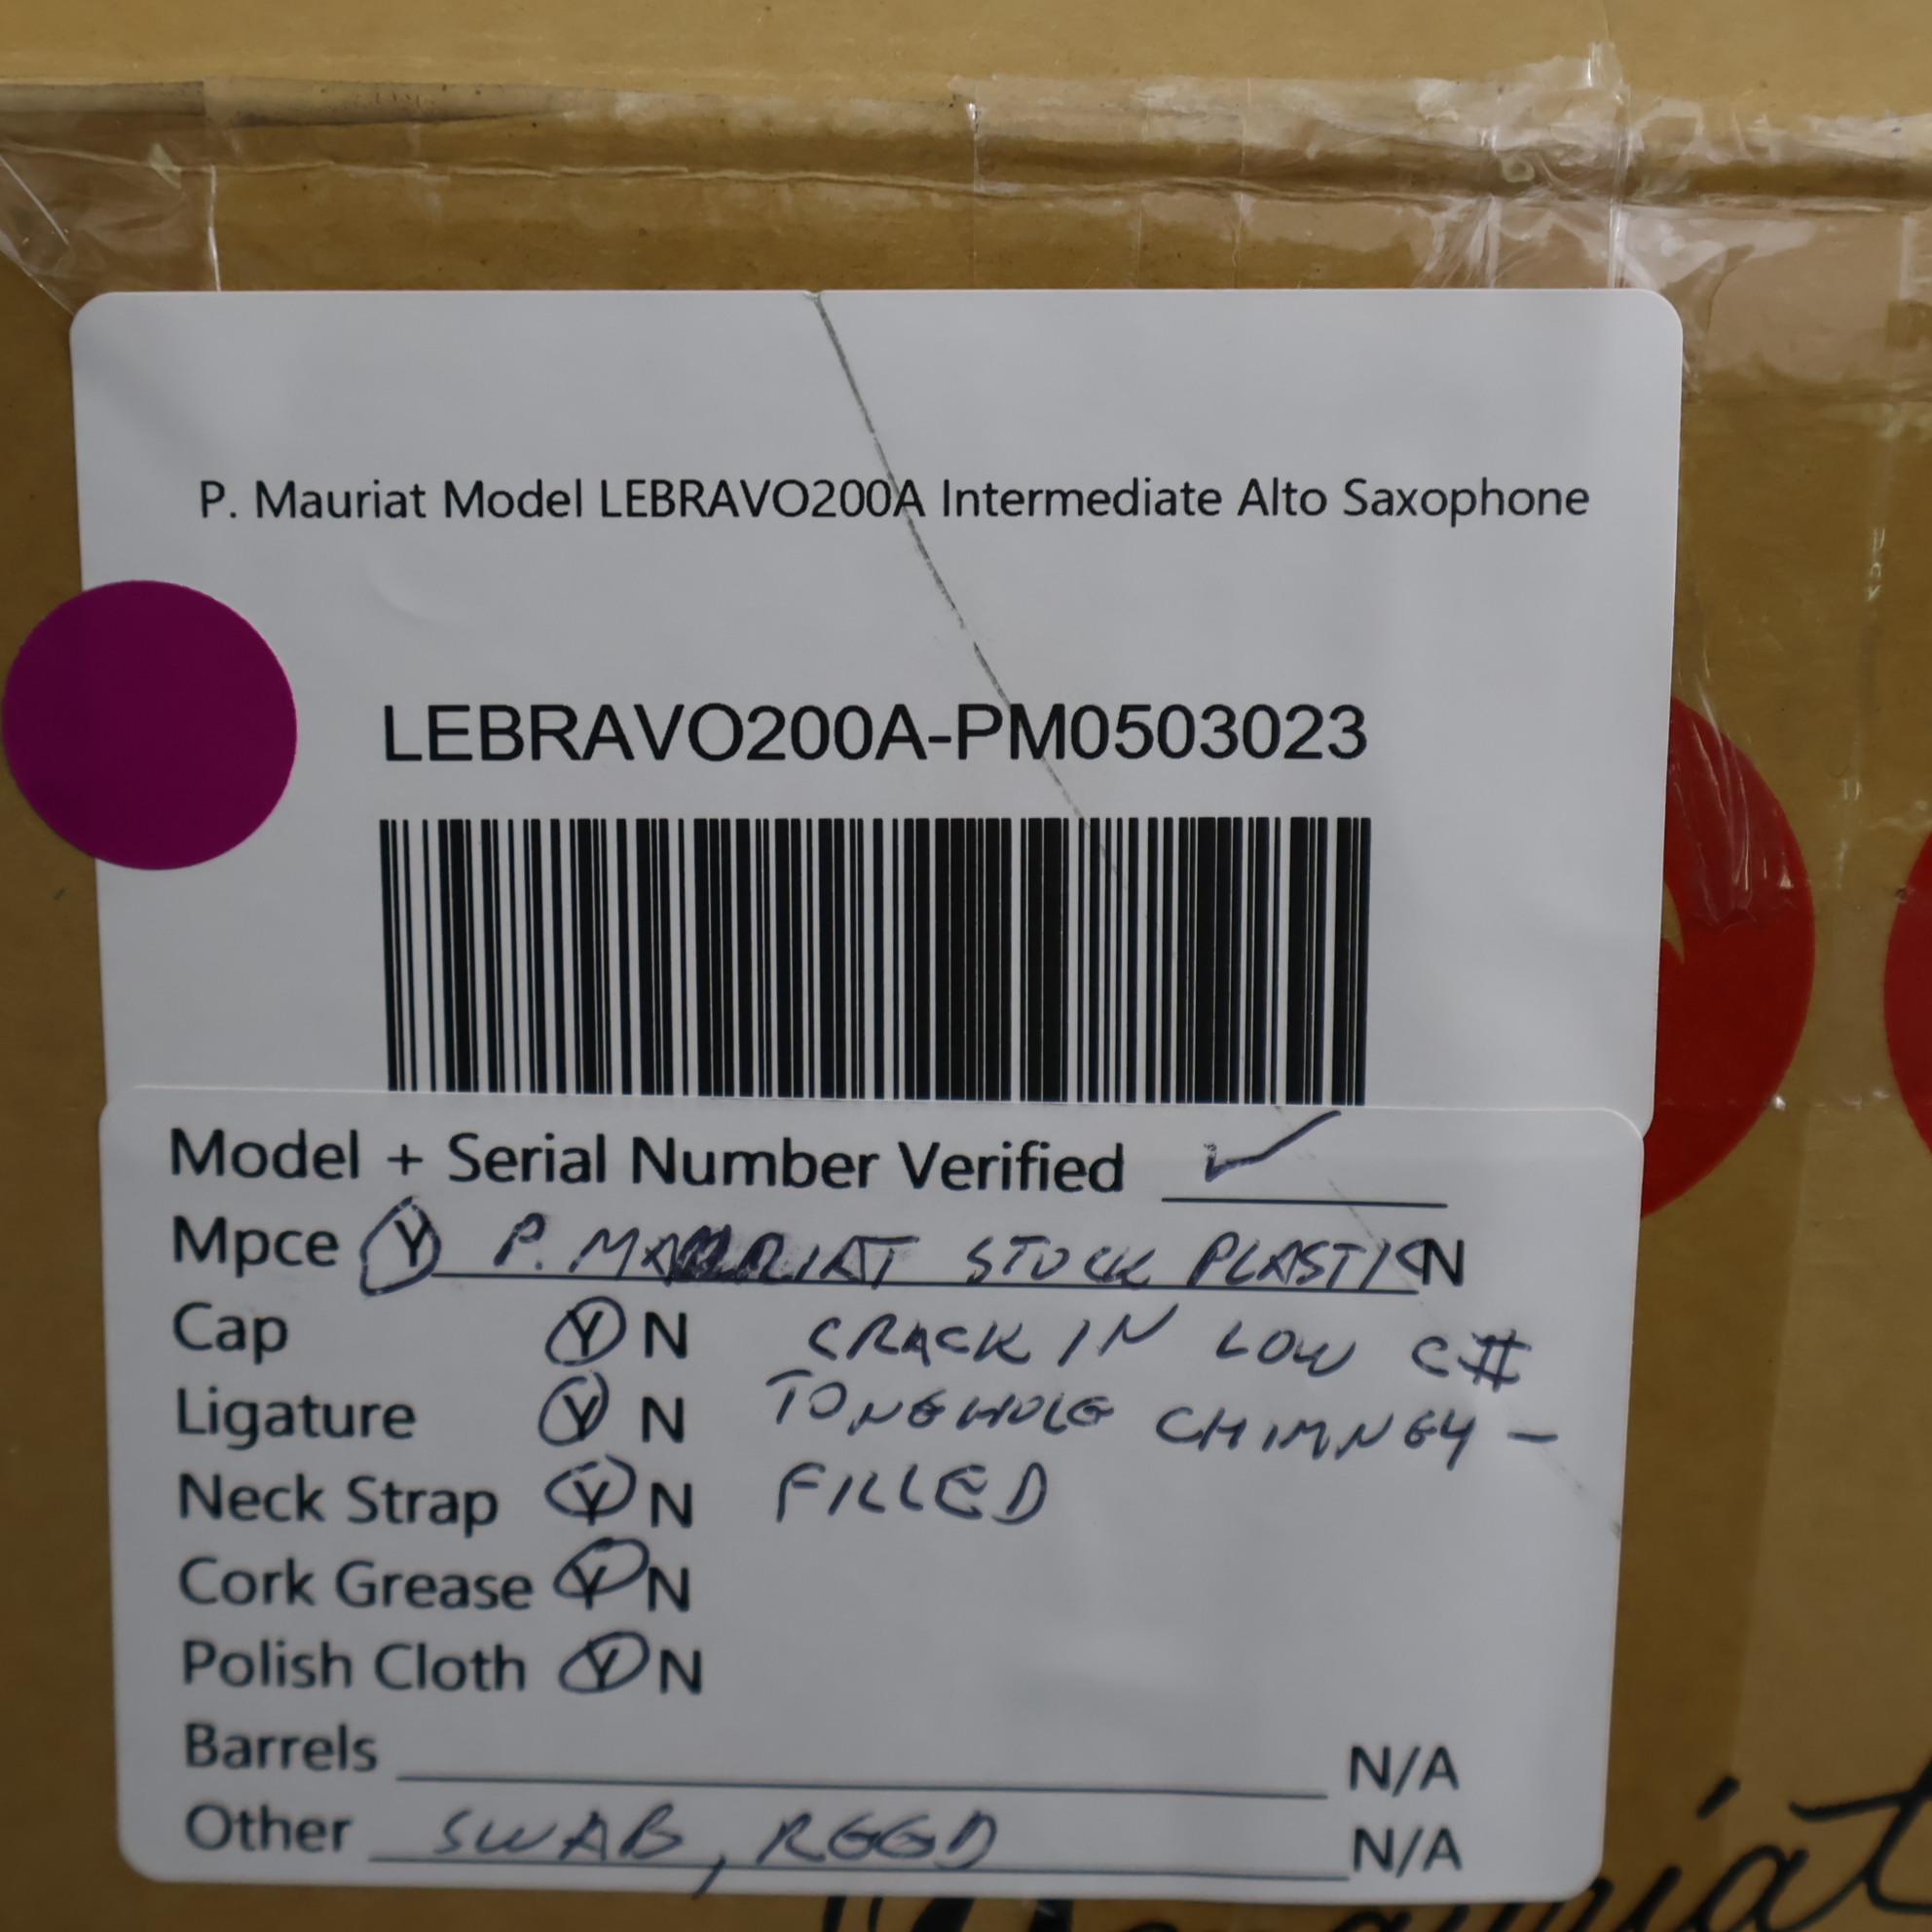 P. Mauriat Model LEBRAVO200A Intermediate Alto Saxophone
LEBRAVO200A-PM0503023
Model + Serial Number Verified ✓
Mpce Y P. MAURIAT STOCK PLASTIC N
Cap Y N CRACK IN LOW C#
Ligature Y N TONEHOLE CHIMNEY -
Neck Strap Y N FILLED
Cork Grease Y N
Polish Cloth Y N
Barrels N/A
Other SWAB, REED N/A
Mauriat